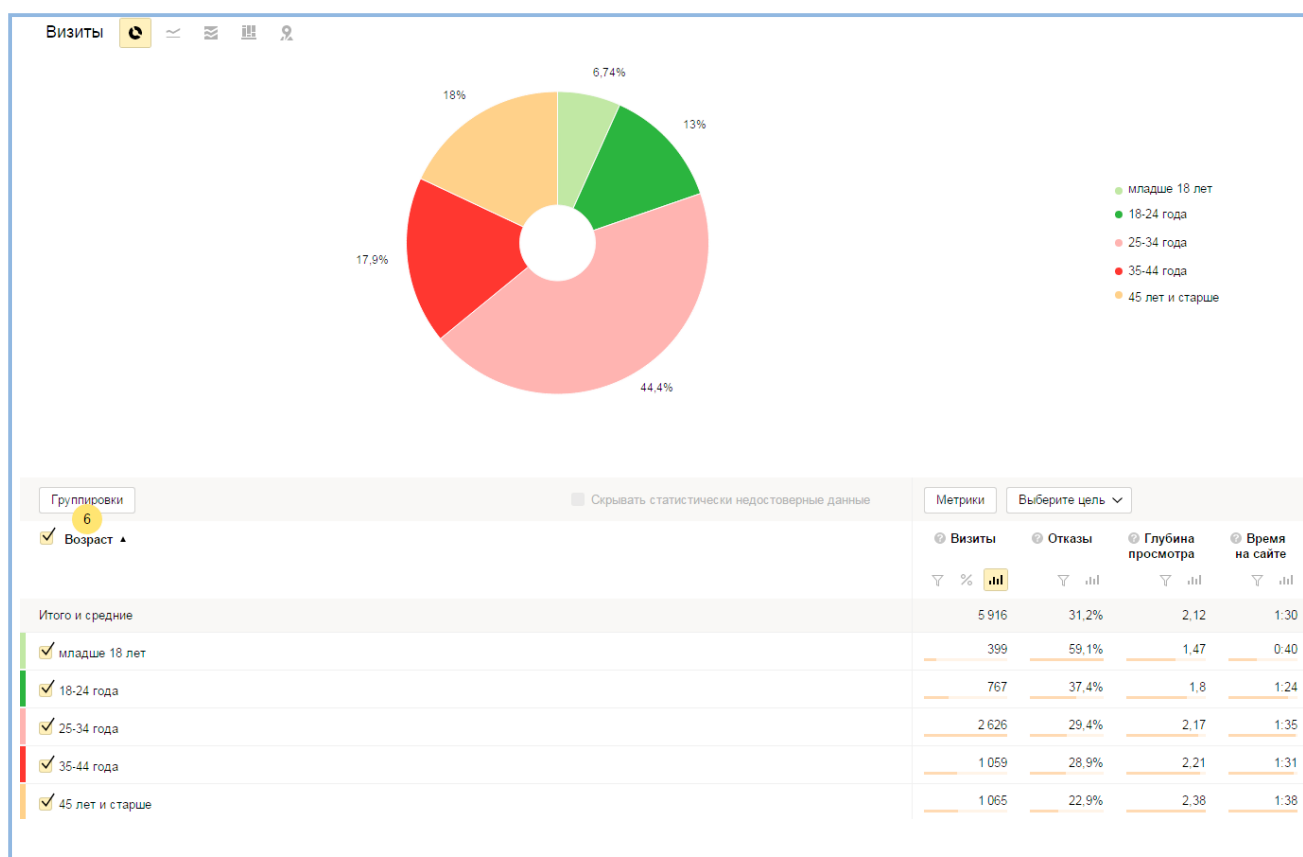 Визиты
6,74%
18%
13%
17,9%
44,4%
младше 18 лет
18-24 года
25-34 года
35-44 года
45 лет и старше
Группировки Скрывать статистически недостоверные данные Метрики Выберите цель
6
Возраст Визиты Отказы Глубина просмотра Время на сайте
%
Итого и средние 5 916 31,2% 2,12 1:30
младше 18 лет 399 59,1% 1,47 0:40
18-24 года 767 37,4% 1,8 1:24
25-34 года 2 626 29,4% 2,17 1:35
35-44 года 1 059 28,9% 2,21 1:31
45 лет и старше 1 065 22,9% 2,38 1:38